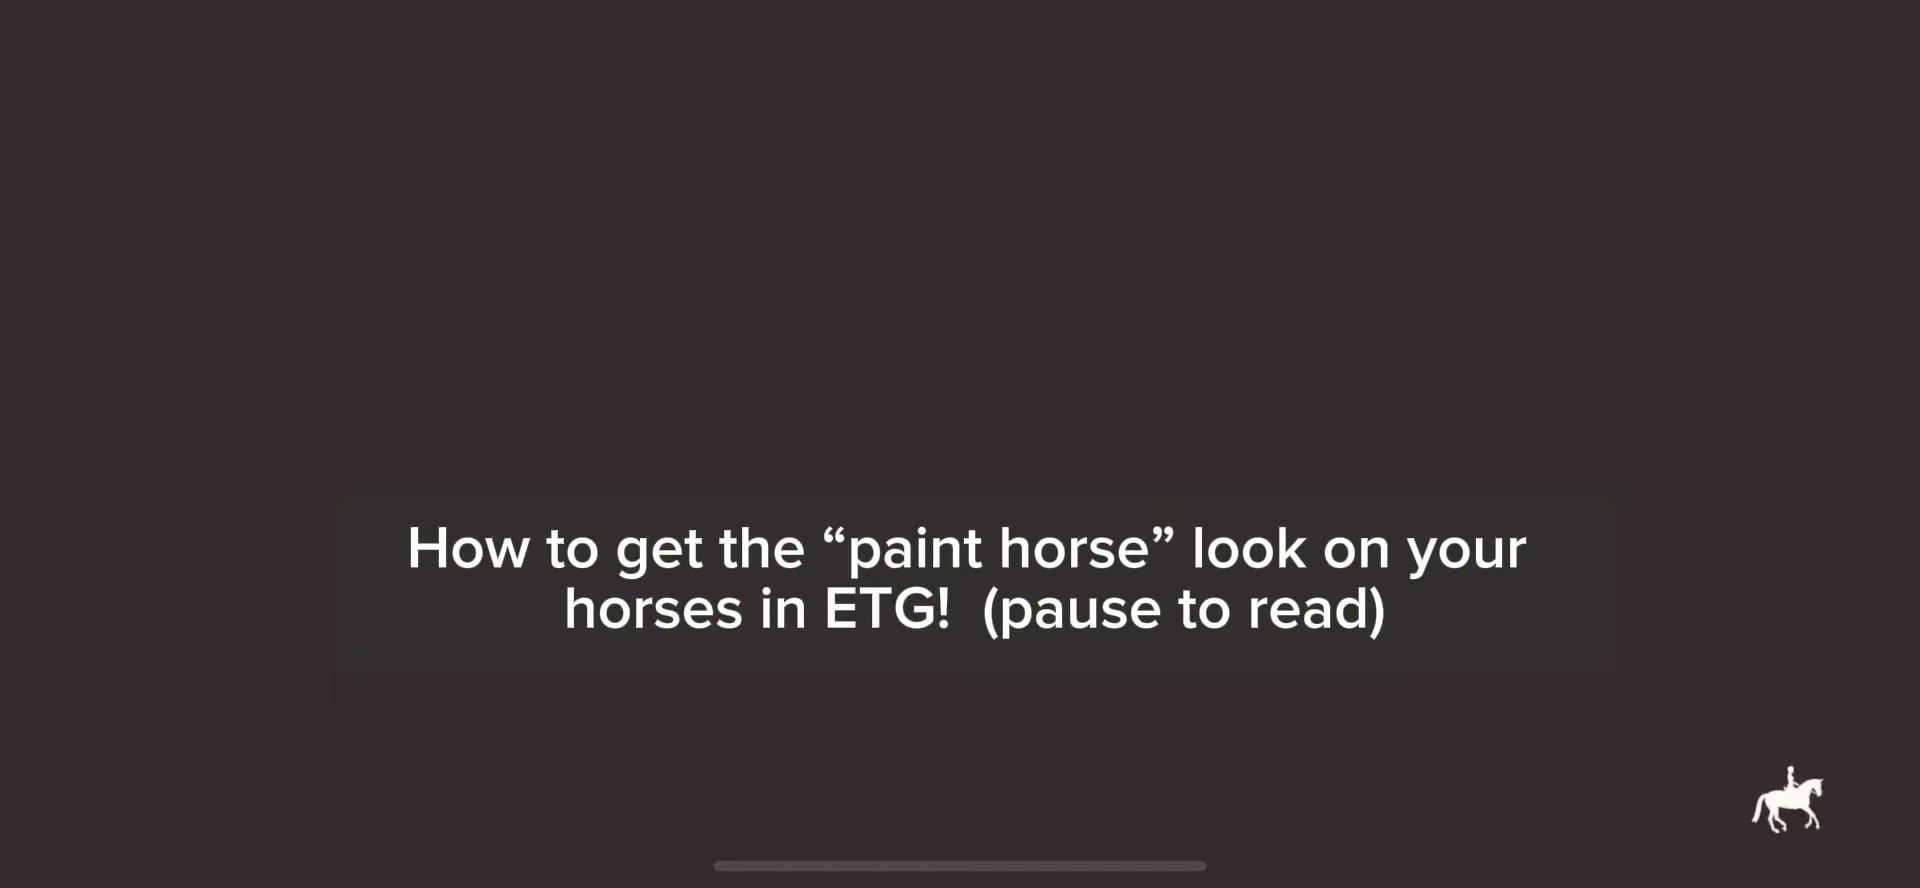 How to get the “paint horse” look on your
horses in ETG!  (pause to read)